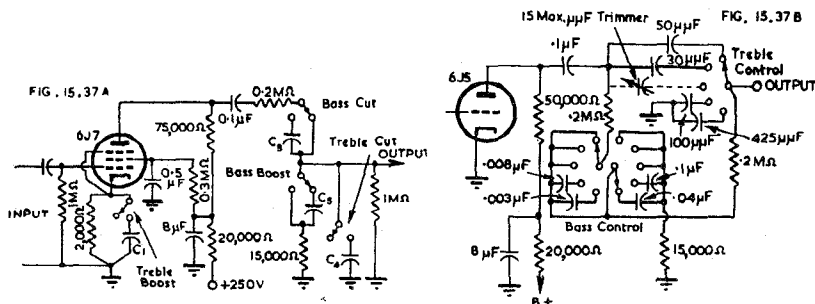 FIG. 15.37A
6J7
INPUT
1MΩ
2,000Ω
C1
Treble
Boost
0.5
μF
0.3MΩ
8μF
75,000Ω
0.1μF
0.2MΩ
20,000Ω
+250V
Bass Cut
C3
Bass Boost
C5
15,000Ω
Treble Cut
OUTPUT
C4
1MΩ
FIG. 15.37B
15 Max. μμF Trimmer
6J5
.1μF
50μμF
30μμF
Treble
Control
OUTPUT
50,000Ω
.2MΩ
100μμF
425μμF
.2MΩ
.008μF
.003μF
.1μF
.04μF
Bass Control
8μF
20,000Ω
15,000Ω
B+